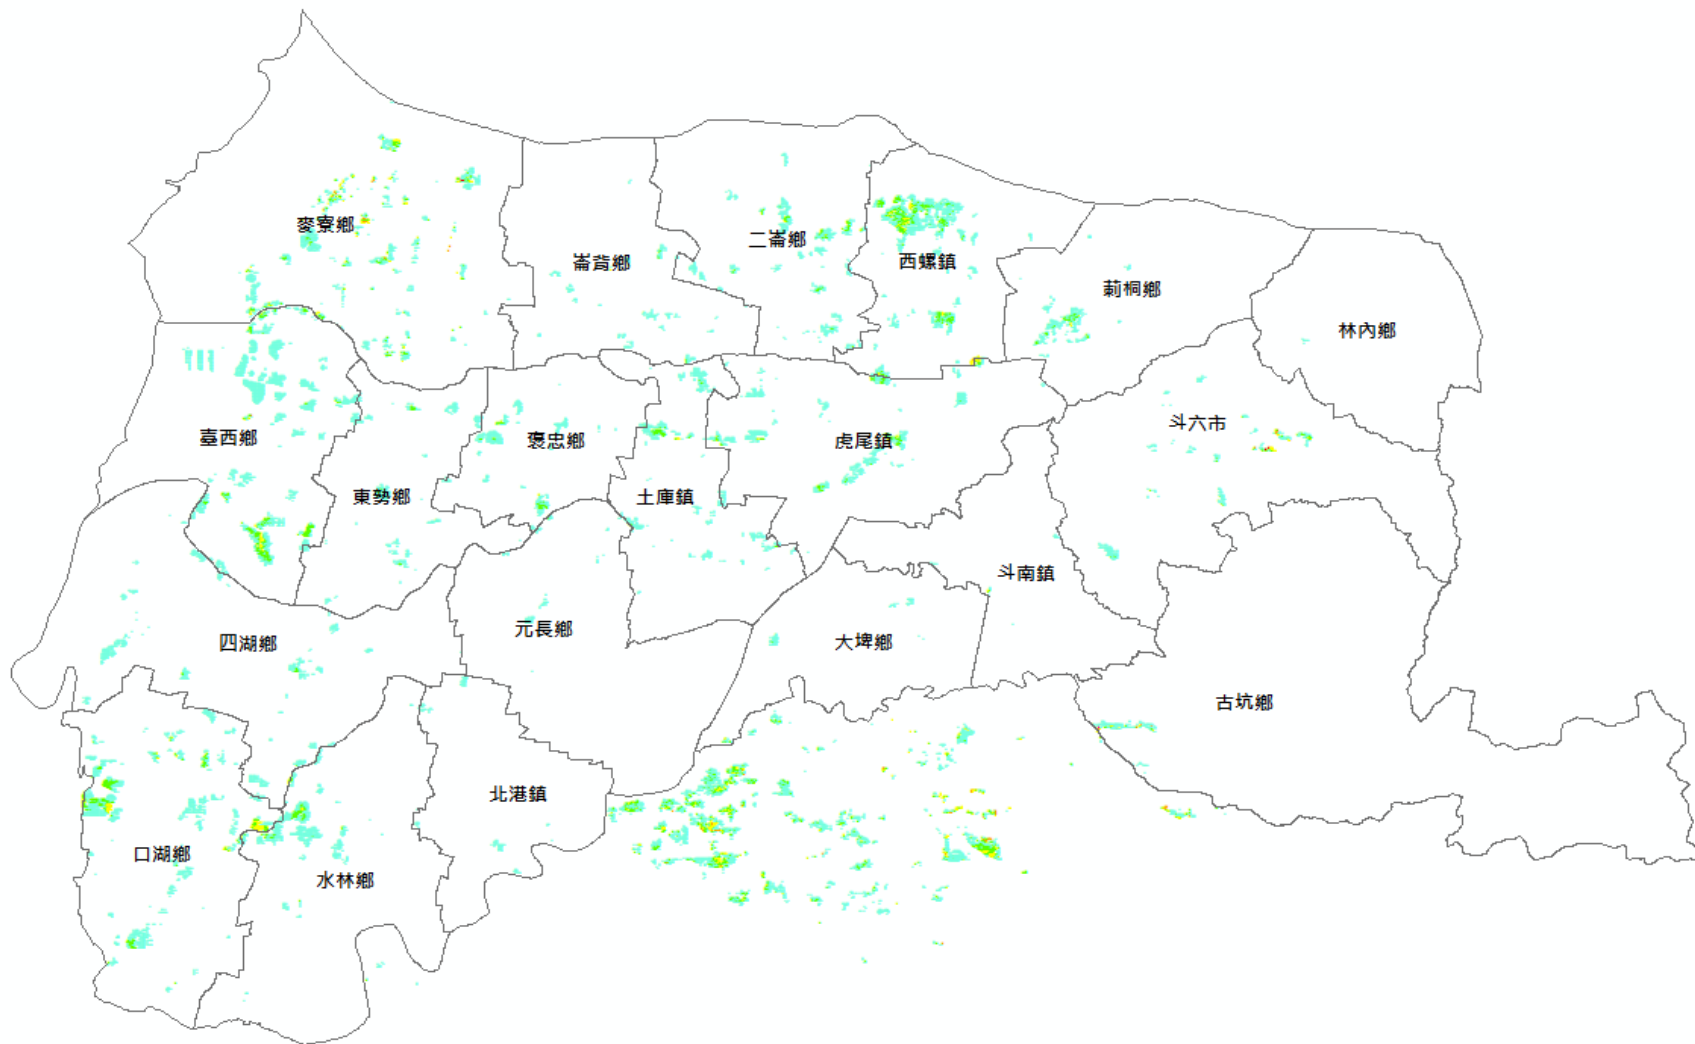 麥寮鄉
崙背鄉
二崙鄉
西螺鎮
莿桐鄉
林內鄉
臺西鄉
東勢鄉
褒忠鄉
土庫鎮
虎尾鎮
斗六市
斗南鎮
四湖鄉
元長鄉
大埤鄉
古坑鄉
口湖鄉
水林鄉
北港鎮